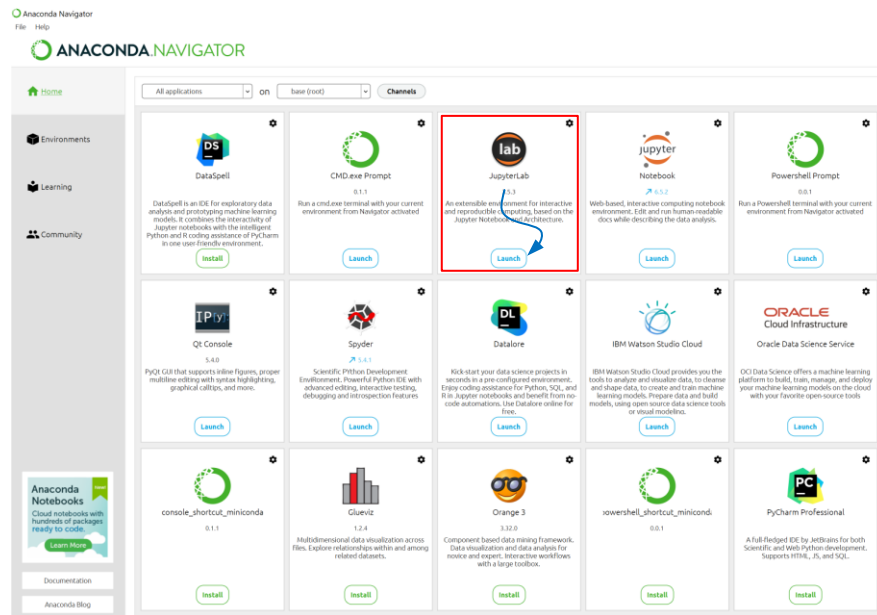 Anaconda Navigator
File Help
ANACONDA.NAVIGATOR
Home
Environments
Learning
Community
All applications on base (root) Channels
DS
DataSpell
DataSpell is an IDE for exploratory data
analysis and prototyping machine learning
models. It combines the interactivity of
Jupyter notebooks with the intelligent
Python and R coding assistance of PyCharm
in one user-friendly environment.
Install
CMD.exe Prompt
0.1.1
Run a cmd.exe terminal with your current
environment from Navigator activated
Launch
lab
JupyterLab
5.3
An extensible environment for interactive
and reproducible computing, based on the
Jupyter Notebook and Architecture.
Launch
jupyter
Notebook
6.5.2
Web-based, interactive computing notebook
environment. Edit and run human-readable
docs while describing the data analysis.
Launch
Powershell Prompt
0.0.1
Run a Powershell terminal with your current
environment from Navigator activated
Launch
IP[y]:
Qt Console
5.4.0
PyQt GUI that supports inline figures, proper
multiline editing with syntax highlighting,
graphical calltips, and more.
Launch
Spyder
5.4.1
Scientific PYthon Development
EnviRonment. Powerful Python IDE with
advanced editing, interactive testing,
debugging and introspection features
Launch
DL
Datalore
Kick-start your data science projects in
seconds in a pre-configured environment.
Enjoy coding assistance for Python, SQL, and
R in Jupyter notebooks and benefit from no-
code automations. Use Datalore online for
free.
Launch
IBM Watson Studio Cloud
IBM Watson Studio Cloud provides you the
tools to analyze and visualize data, to cleanse
and shape data, to create and train machine
learning models. Prepare data and build
models, using open source data science tools
or visual modeling.
Launch
ORACLE
Cloud Infrastructure
Oracle Data Science Service
OCI Data Science offers a machine learning
platform to build, train, manage, and deploy
your machine learning models on the cloud
with your favorite open-source tools
Launch
console_shortcut_miniconda
0.1.1
Install
Glueviz
1.2.4
Multidimensional data visualization across
files. Explore relationships within and among
related datasets.
Install
Orange 3
3.32.0
Component based data mining framework.
Data visualization and data analysis for
novice and expert. Interactive workflows
with a large toolbox.
Install
owershell_shortcut_minicond
0.0.1
Install
PC
PyCharm Professional
A full-fledged IDE by JetBrains for both
Scientific and Web Python development.
Supports HTML, JS, and SQL.
Install
Anaconda
Notebooks
Cloud notebooks with
hundreds of packages
ready to code.
Learn More
Documentation
Anaconda Blog